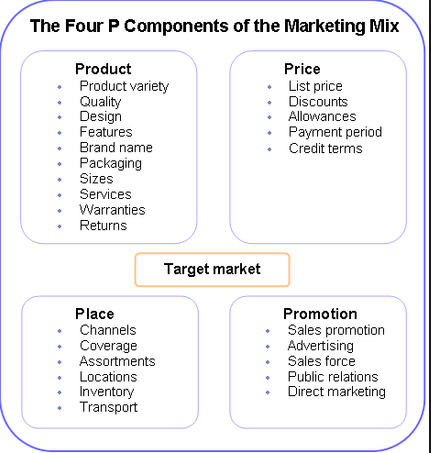 The Four P Components of the Marketing Mix
Product
Product variety
Quality
Design
Features
Brand name
Packaging
Sizes
Services
Warranties
Returns
Price
List price
Discounts
Allowances
Payment period
Credit terms
Target market
Place
Channels
Coverage
Assortments
Locations
Inventory
Transport
Promotion
Sales promotion
Advertising
Sales force
Public relations
Direct marketing